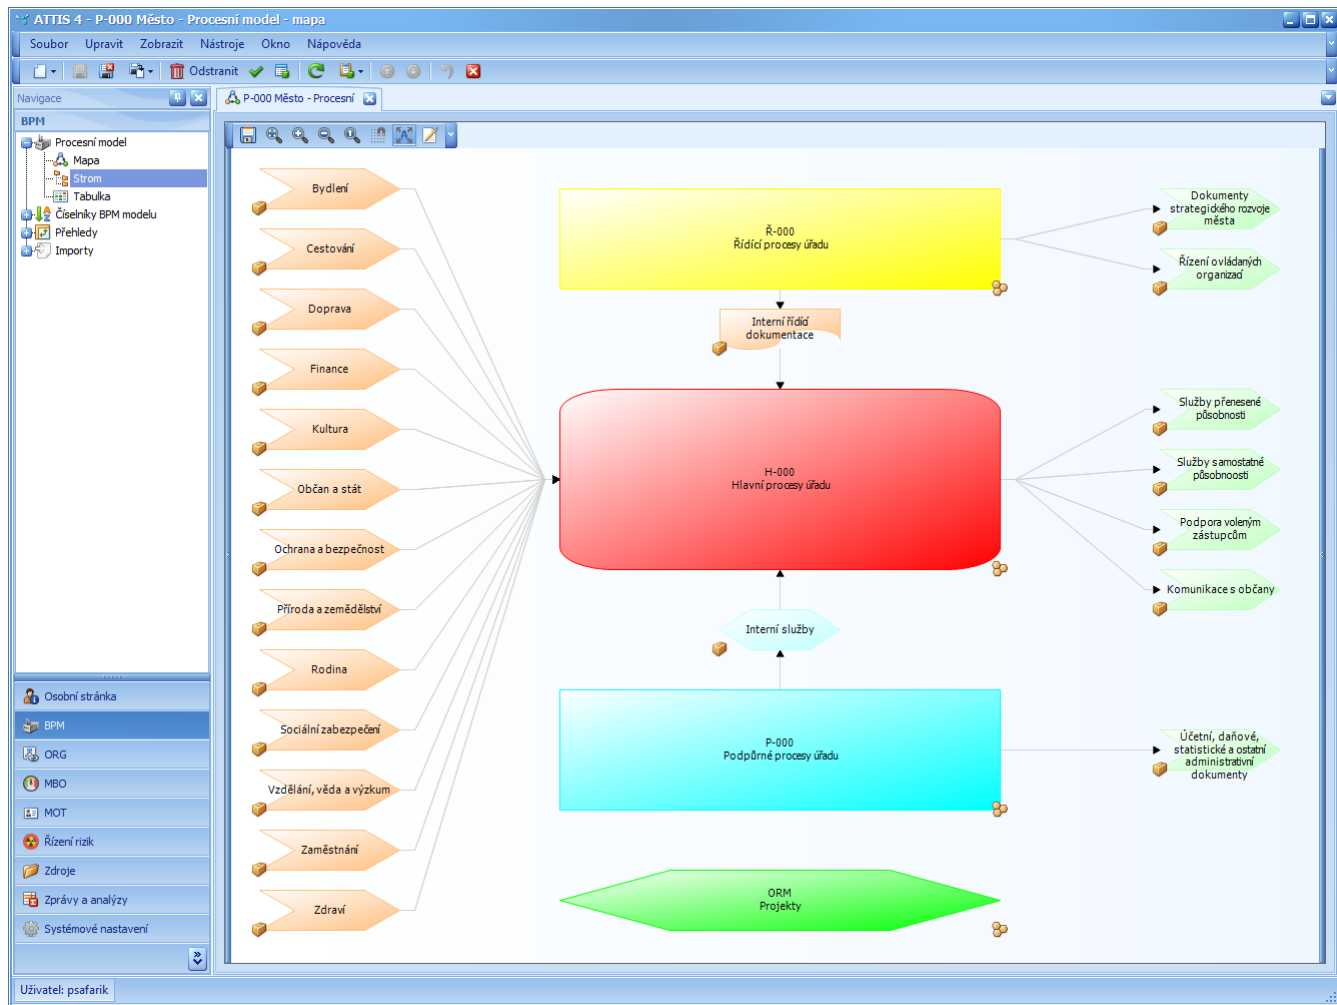 ATTIS 4 - P-000 Město - Procesní model - mapa
Soubor Upravit Zobrazit Nástroje Okno Nápověda
Odstranit
Navigace
P-000 Město - Procesní
BPM
Procesní model
Mapa
Strom
Tabulka
Číselníky BPM modelu
Přehledy
Importy
Osobní stránka
BPM
ORG
MBO
MOT
Řízení rizik
Zdroje
Zprávy a analýzy
Systémové nastavení
Bydlení
Cestování
Doprava
Finance
Kultura
Občan a stát
Ochrana a bezpečnost
Příroda a zemědělství
Rodina
Sociální zabezpečení
Vzdělání, věda a výzkum
Zaměstnání
Zdraví
Ř-000
Řídící procesy úřadu
Interní řídící
dokumentace
H-000
Hlavní procesy úřadu
Interní služby
P-000
Podpůrné procesy úřadu
ORM
Projekty
Dokumenty
strategického rozvoje
města
Řízení ovládaných
organizací
Služby přenesené
působnosti
Služby samostatné
působnoosti
Podpora voleným
zástupcům
Komunikace s občany
Účetní, daňové,
statistické a ostatní
administrativní
dokumenty
Uživatel: psafarik